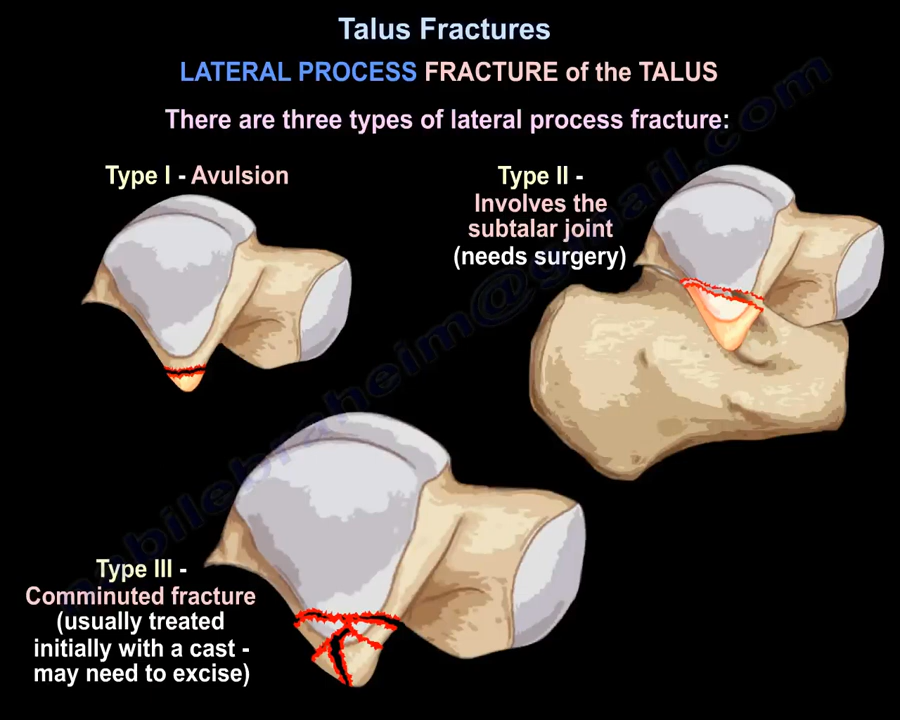 Talus Fractures
LATERAL PROCESS FRACTURE of the TALUS
There are three types of lateral process fracture:
Type I - Avulsion
Type II -
Involves the
subtalar joint
(needs surgery)
Type III -
Comminuted fracture
(usually treated
initially with a cast -
may need to excise)